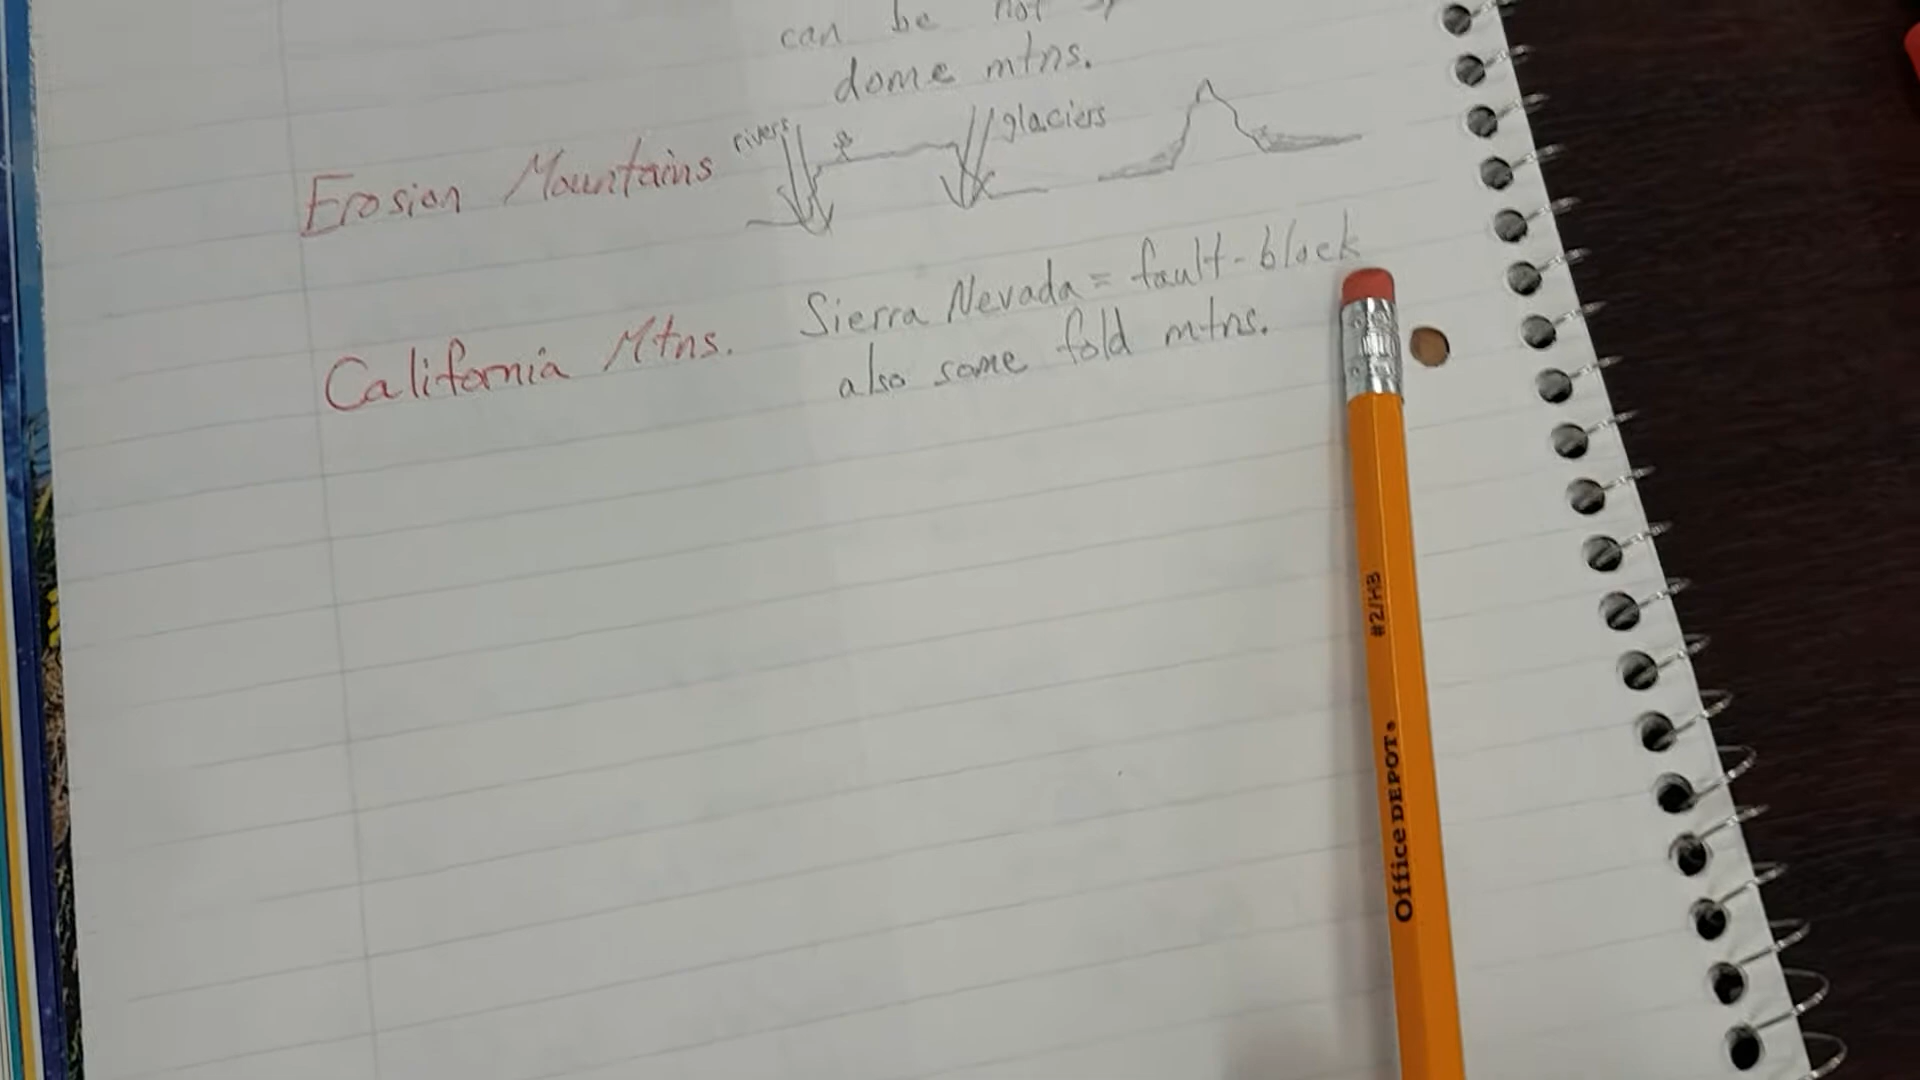 can be hot
dome mtns.
Erosion Mountains
rivers
glaciers
California Mtns.
Sierra Nevada = fault-block
also some fold mtns.
#2/HB
Office DEPOT